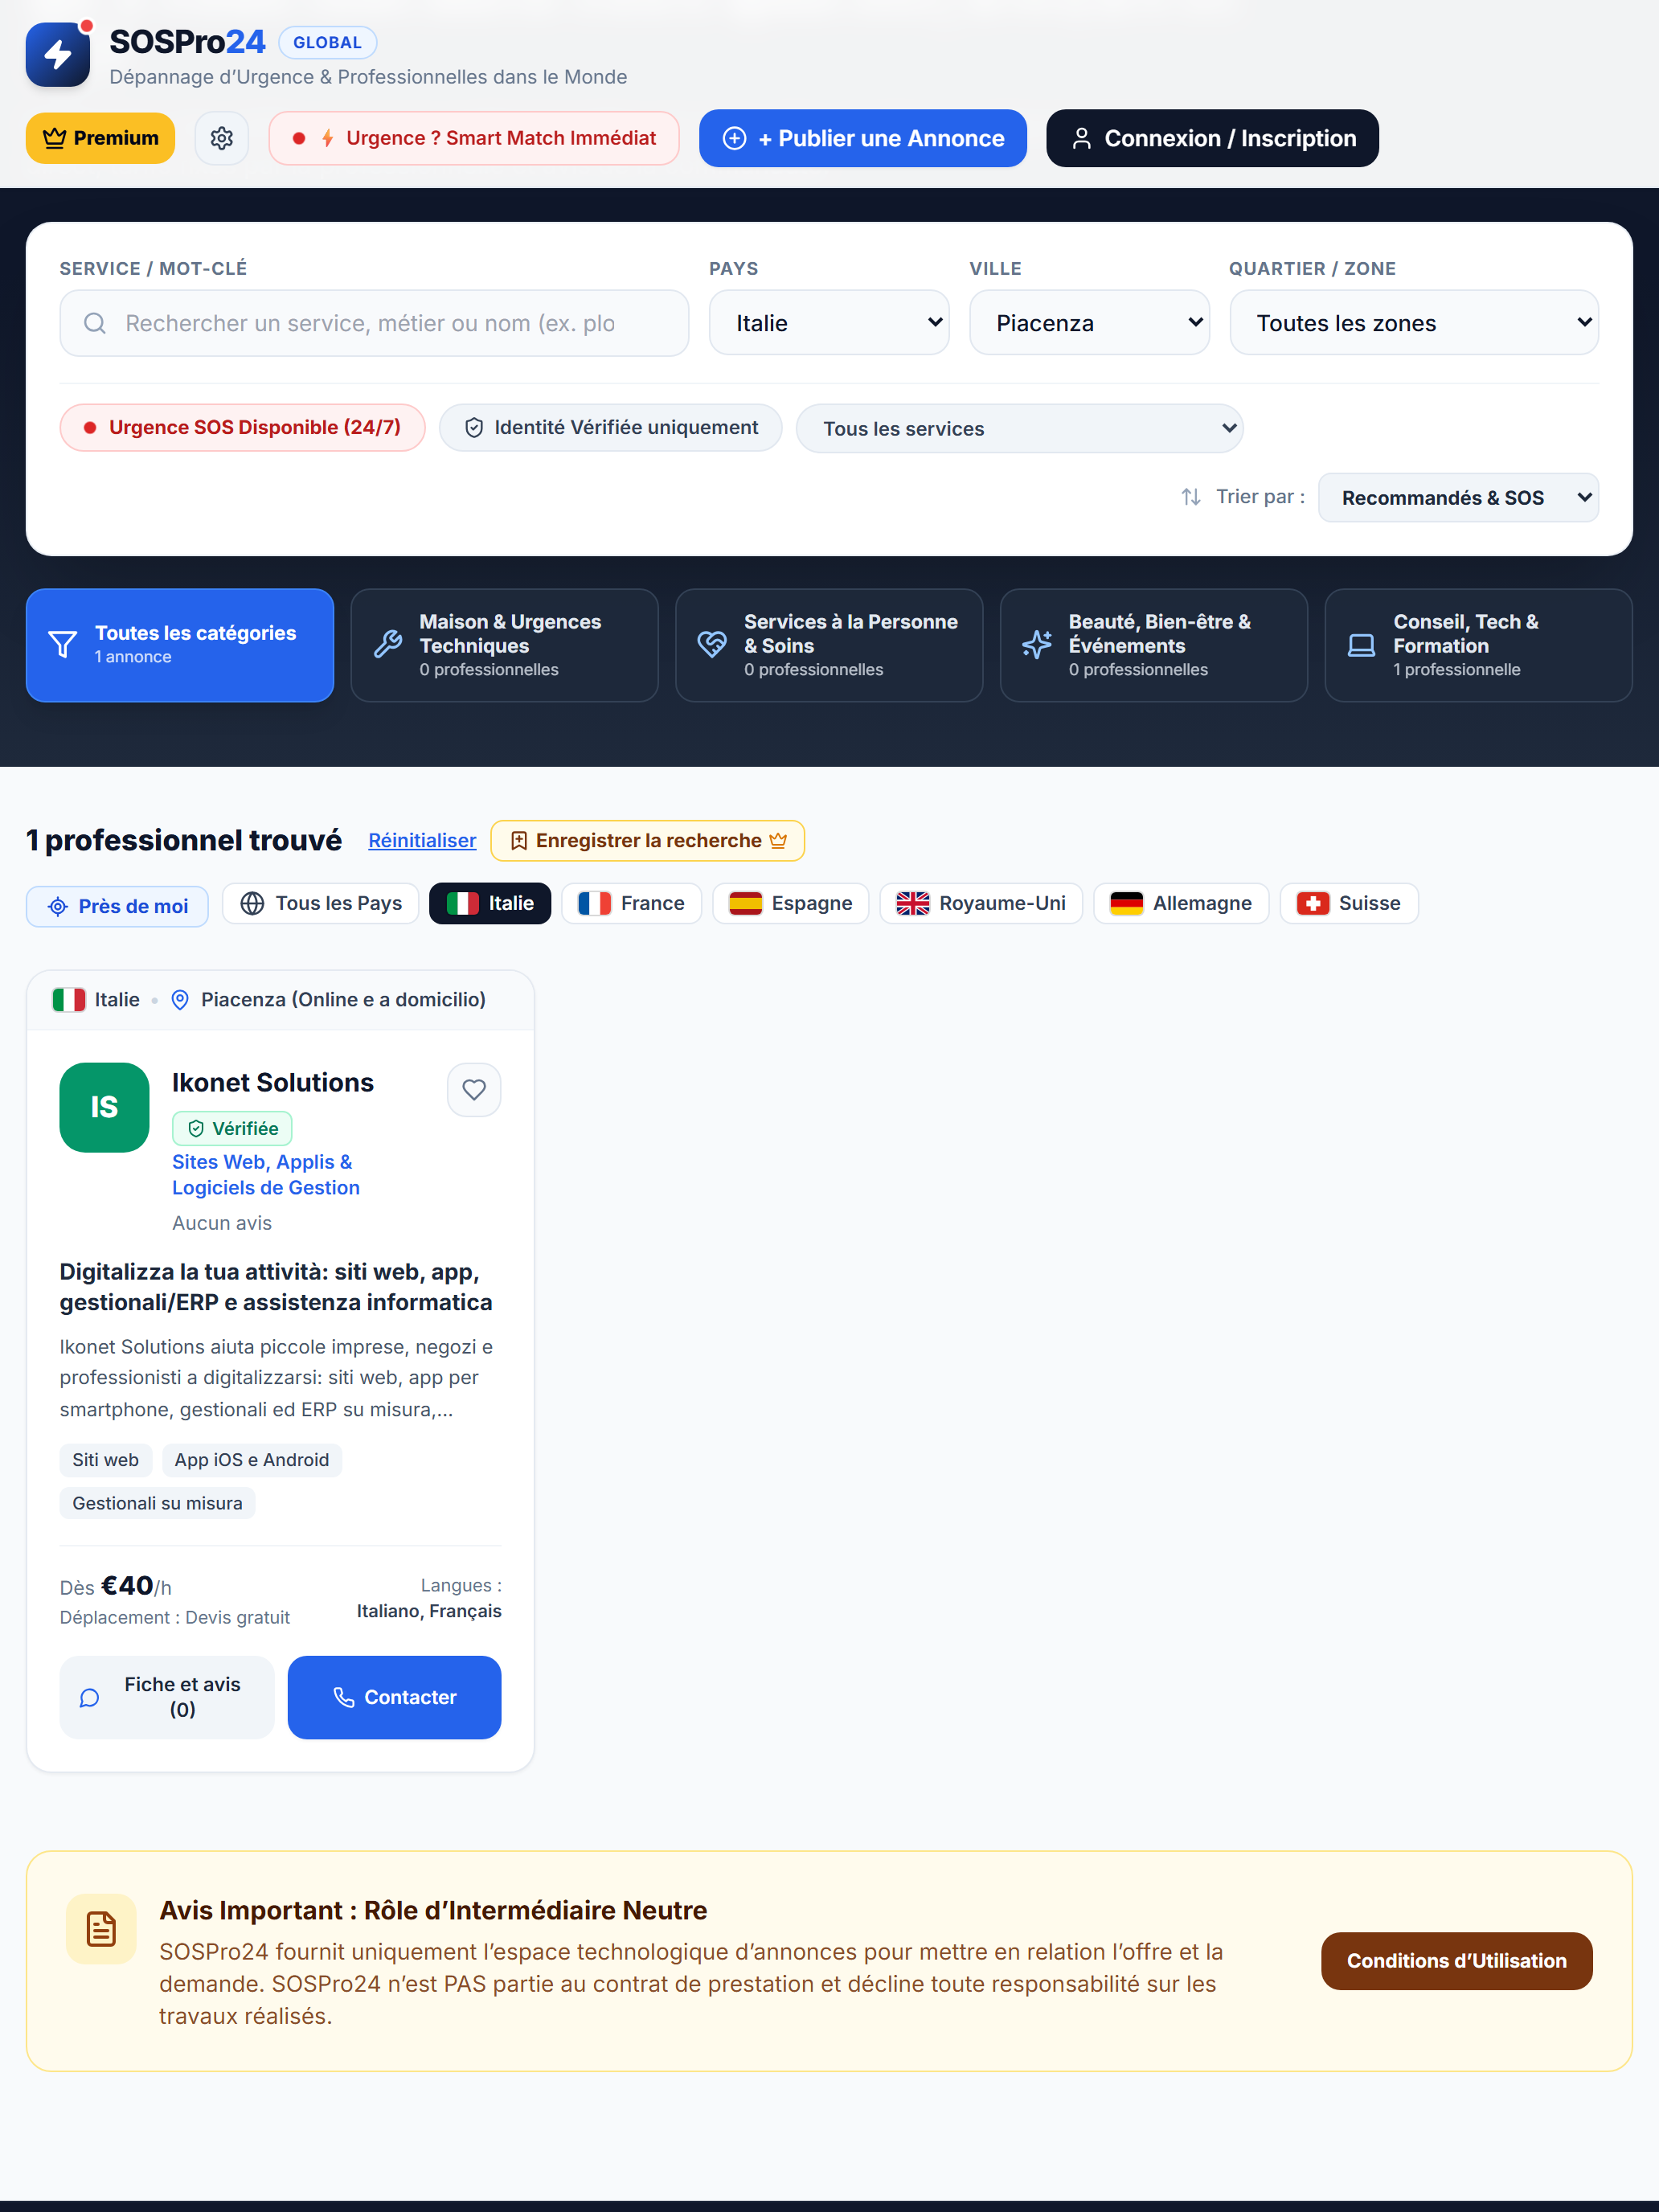 SOSPro24 GLOBAL
Dépannage d’Urgence & Professionnelles dans le Monde
Premium
Urgence ? Smart Match Immédiat
+ Publier une Annonce
Connexion / Inscription
SERVICE / MOT-CLÉ
PAYS
VILLE
QUARTIER / ZONE
Rechercher un service, métier ou nom (ex. plo
Italie
Piacenza
Toutes les zones
Urgence SOS Disponible (24/7)
Identité Vérifiée uniquement
Tous les services
Trier par :
Recommandés & SOS
Toutes les catégories
1 annonce
Maison & Urgences
Techniques
0 professionnelles
Services à la Personne
& Soins
0 professionnelles
Beauté, Bien-être &
Événements
0 professionnelles
Conseil, Tech &
Formation
1 professionnelle
1 professionnel trouvé
Réinitialiser
Enregistrer la recherche
Près de moi
Tous les Pays
Italie
France
Espagne
Royaume-Uni
Allemagne
Suisse
Italie • Piacenza (Online e a domicilio)
IS
Ikonet Solutions
Vérifiée
Sites Web, Applis &
Logiciels de Gestion
Aucun avis
Digitalizza la tua attività: siti web, app,
gestionali/ERP e assistenza informatica
Ikonet Solutions aiuta piccole imprese, negozi e
professionisti a digitalizzarsi: siti web, app per
smartphone, gestionali ed ERP su misura,...
Siti web
App iOS e Android
Gestionali su misura
Dès €40/h
Déplacement : Devis gratuit
Langues :
Italiano, Français
Fiche et avis
(0)
Contacter
Avis Important : Rôle d’Intermédiaire Neutre
SOSPro24 fournit uniquement l’espace technologique d’annonces pour mettre en relation l’offre et la
demande. SOSPro24 n’est PAS partie au contrat de prestation et décline toute responsabilité sur les
travaux réalisés.
Conditions d’Utilisation